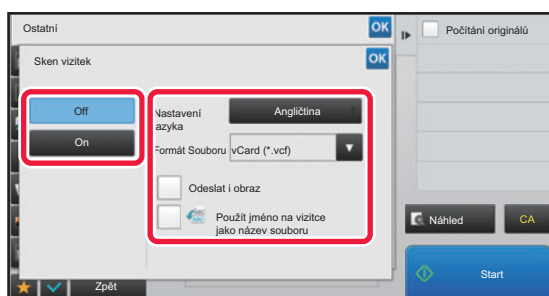 Ostatní
OK
Počítání originálů
Sken vizitek
OK
Off
On
Nastavení
jazyka
Angličtina
Formát Souboru
vCard (*.vcf)
Odeslat i obraz
Použít jméno na vizitce
jako název souboru
Náhled
CA
Zpět
Start